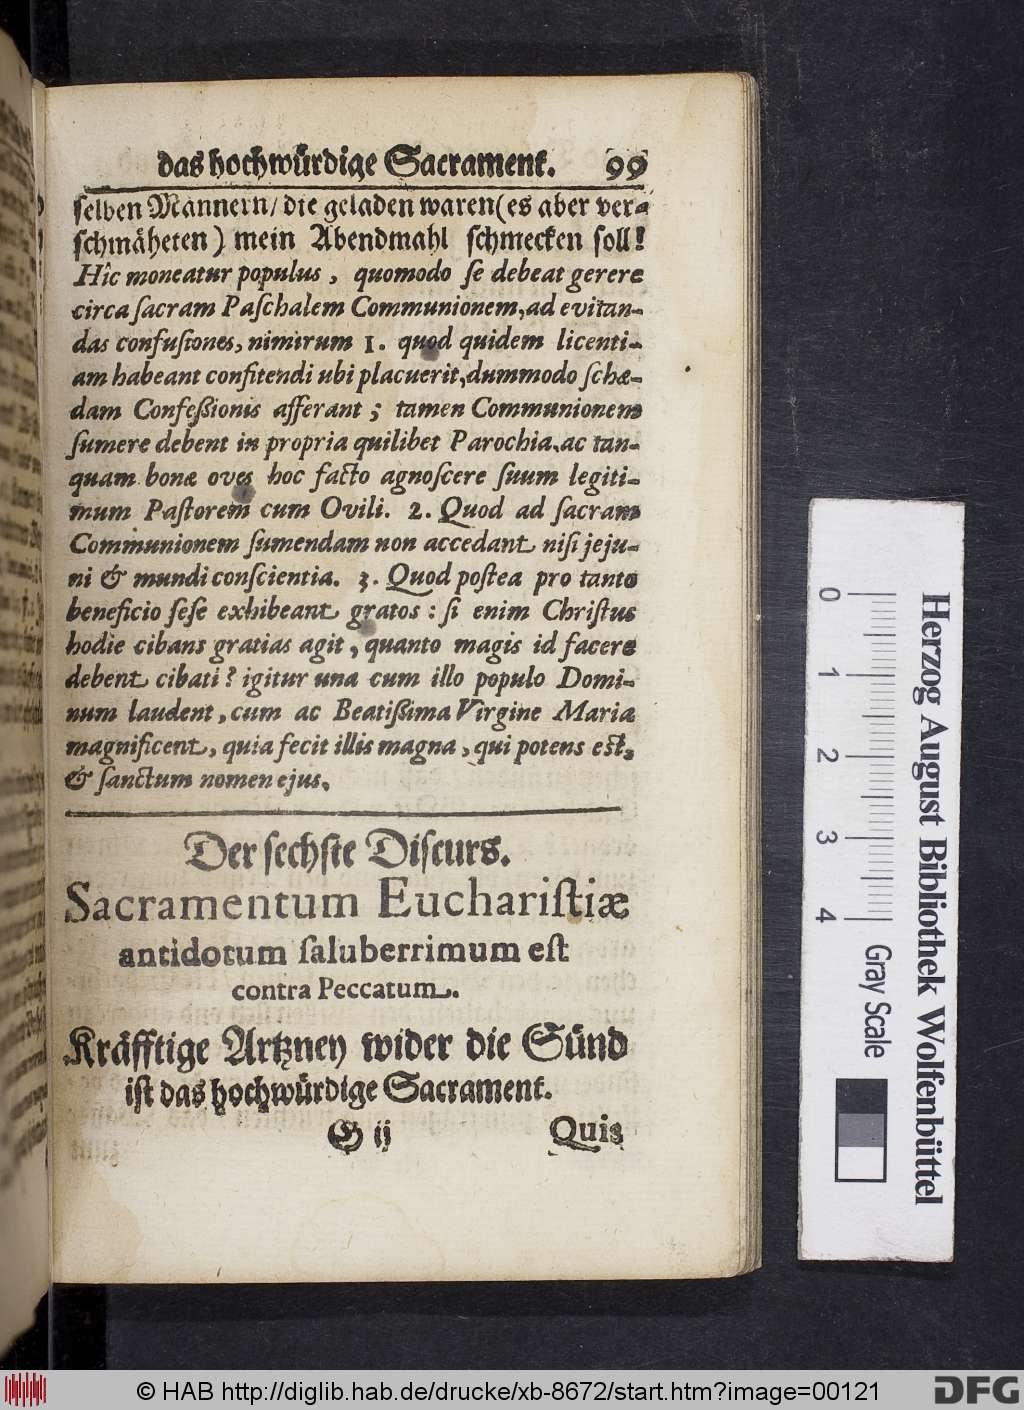 das hochwürdige Sacrament. 99
selben Männern/ die geladen waren (es aber ver-
schmäheten) mein Abendmahl schmecken soll!
Hîc moneatur populus, quomodo ſe debeat gerere
circa ſacram Paſchalem Communionem, ad evitan-
das confuſiones, nimirum 1. quod quidem licenti-
am habeant confitendi ubi placuerit, dummodo ſchæ-
dam Confeßionis afferant; tamen Communionem
ſumere debent in propria quilibet Parochia, ac tan-
quam bonæ oves hoc facto agnoſcere ſuum legiti-
mum Paſtorem cum Ovili. 2. Quod ad ſacram
Communionem ſumendam non accedant niſi jeju-
ni & mundi conſcientia. 3. Quod poſtea pro tanto
beneficio ſeſe exhibeant gratos: ſi enim Chriſtus
hodie cibans gratias agit, quanto magis id facere
debent cibati? igitur una cum illo populo Domi-
num laudent, cum ac Beatißima Virgine Maria
magnificent, quia fecit illis magna, qui potens est,
& ſanctum nomen ejus.
Der ſechſte Diſcurs.
Sacramentum Euchariſtiæ
antidotum ſaluberrimum eſt
contra Peccatum.
Kräfftige Artzney wider die Sünd
iſt das hochwürdige Sacrament.
G ij Quis
0 1 2 3 4
Gray Scale
Herzog August Bibliothek Wolfenbüttel
© HAB http://diglib.hab.de/drucke/xb-8672/start.htm?image=00121
DFG